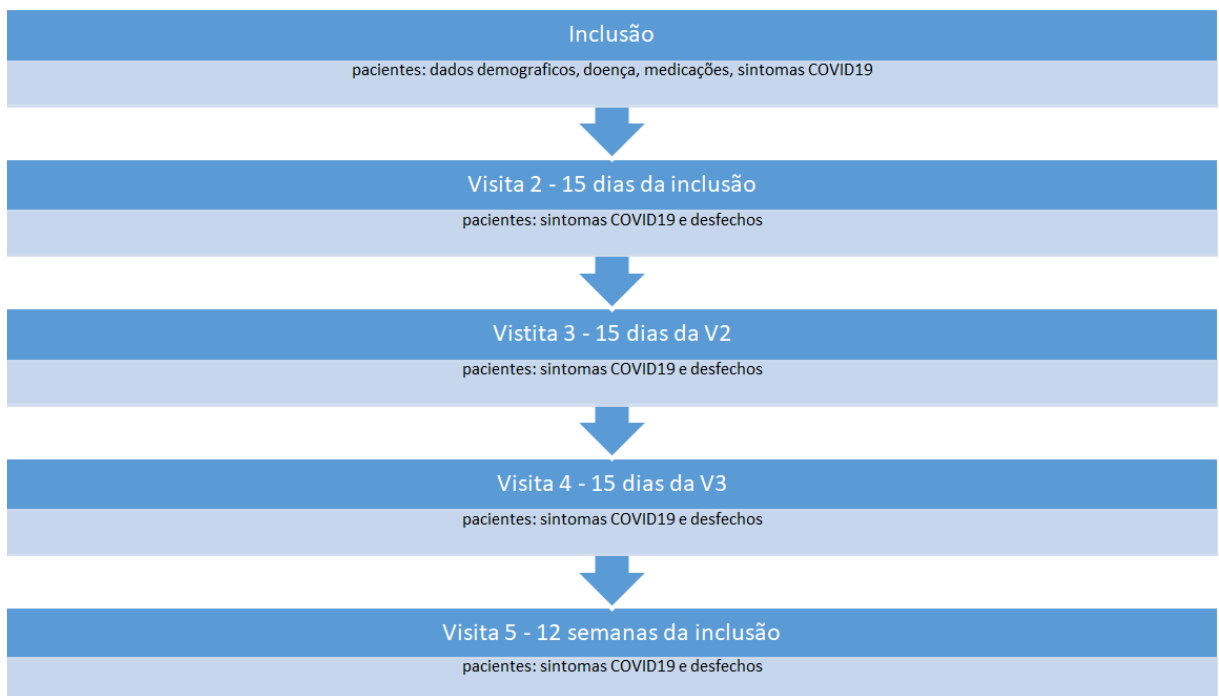 Inclusão
pacientes: dados demograficos, doença, medicações, sintomas COVID19
Visita 2 - 15 dias da inclusão
pacientes: sintomas COVID19 e desfechos
Vistita 3 - 15 dias da V2
pacientes: sintomas COVID19 e desfechos
Visita 4 - 15 dias da V3
pacientes: sintomas COVID19 e desfechos
Visita 5 - 12 semanas da inclusão
pacientes: sintomas COVID19 e desfechos